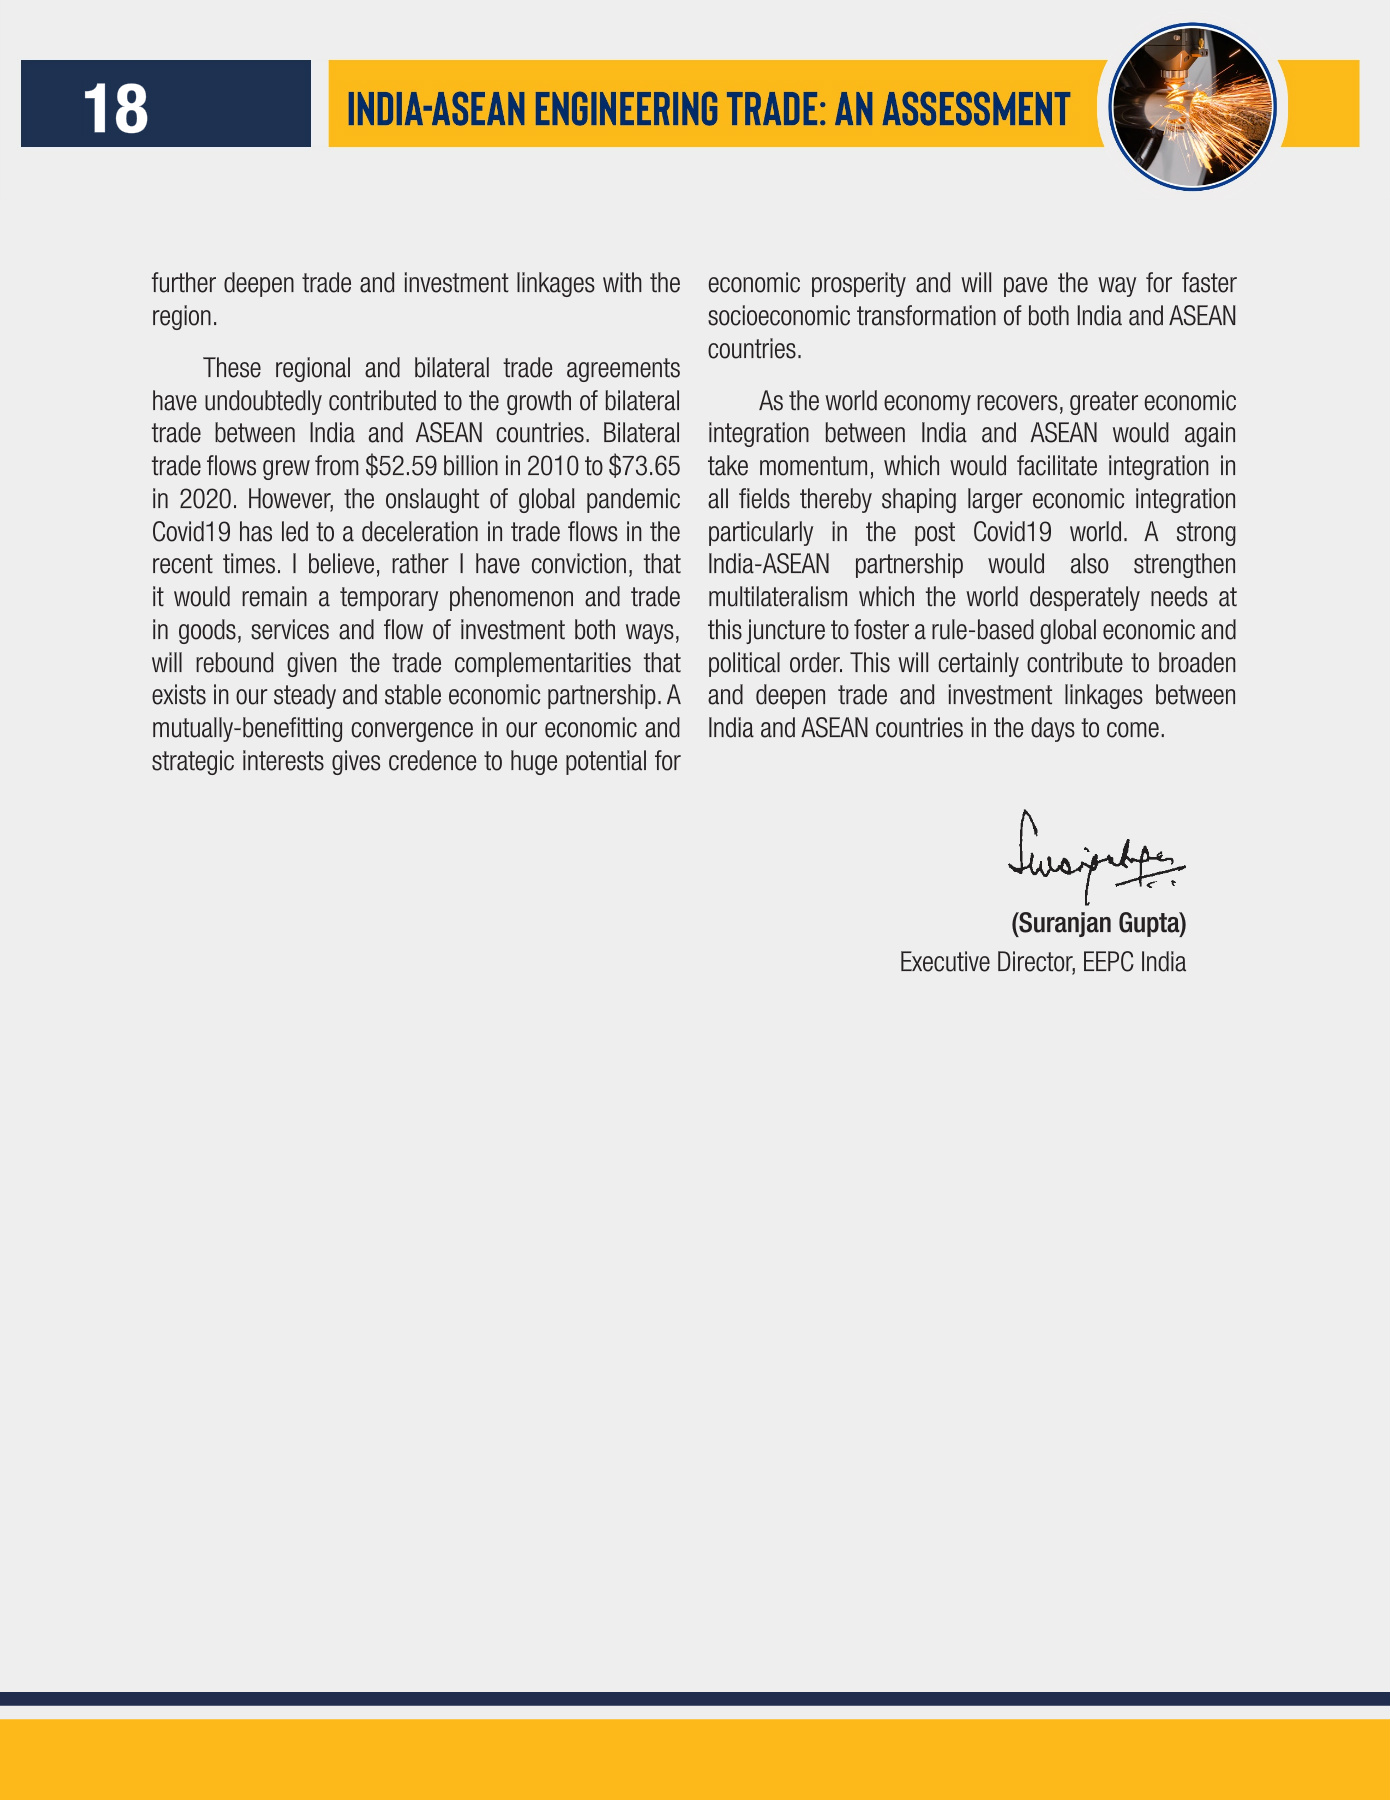 18
INDIA-ASEAN ENGINEERING TRADE: AN ASSESSMENT
further deepen trade and investment linkages with the
region.
These regional and bilateral trade agreements
have undoubtedly contributed to the growth of bilateral
trade between India and ASEAN countries. Bilateral
trade flows grew from $52.59 billion in 2010 to $73.65
in 2020. However, the onslaught of global pandemic
Covid19 has led to a deceleration in trade flows in the
recent times. I believe, rather I have conviction, that
it would remain a temporary phenomenon and trade
in goods, services and flow of investment both ways,
will rebound given the trade complementarities that
exists in our steady and stable economic partnership. A
mutually-benefitting convergence in our economic and
strategic interests gives credence to huge potential for
economic prosperity and will pave the way for faster
socioeconomic transformation of both India and ASEAN
countries.
As the world economy recovers, greater economic
integration between India and ASEAN would again
take momentum, which would facilitate integration in
all fields thereby shaping larger economic integration
particularly in the post Covid19 world. A strong
India-ASEAN partnership would also strengthen
multilateralism which the world desperately needs at
this juncture to foster a rule-based global economic and
political order. This will certainly contribute to broaden
and deepen trade and investment linkages between
India and ASEAN countries in the days to come.
(Suranjan Gupta)
Executive Director, EEPC India